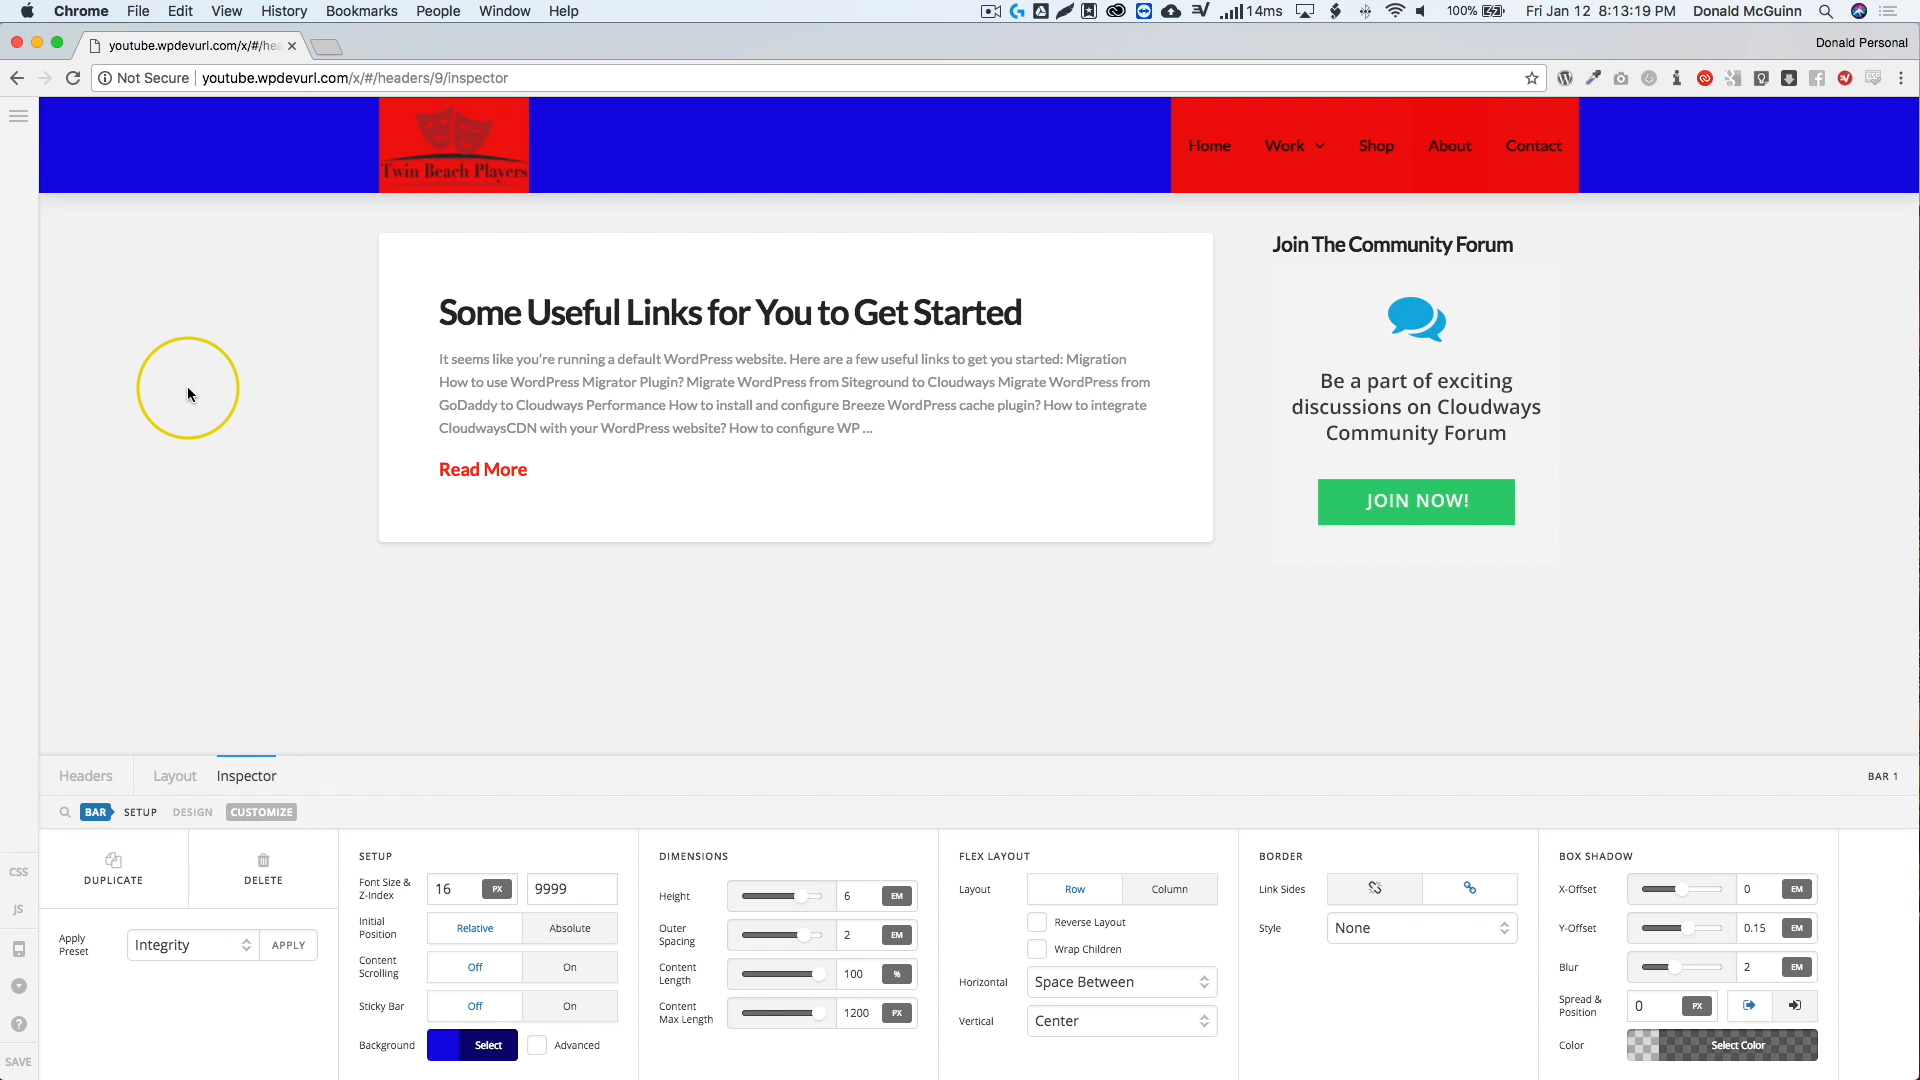 Chrome File Edit View History Bookmarks People Window Help 14ms 100% Fri Jan 12 8:13:19 PM Donald McGuinn
youtube.wpdevurl.com/x/#/hea
Donald Personal
Not Secure youtube.wpdevurl.com/x/#/headers/9/inspector
Twin Beach Players
Home Work Shop About Contact
Join The Community Forum
Some Useful Links for You to Get Started
It seems like you're running a default WordPress website. Here are a few useful links to get you started: Migration
How to use WordPress Migrator Plugin? Migrate WordPress from Siteground to Cloudways Migrate WordPress from
GoDaddy to Cloudways Performance How to install and configure Breeze WordPress cache plugin? How to integrate
CloudwaysCDN with your WordPress website? How to configure WP ...
Read More
Be a part of exciting
discussions on Cloudways
Community Forum
JOIN NOW!
Headers Layout Inspector BAR 1
BAR SETUP DESIGN CUSTOMIZE
CSS
JS
SAVE
DUPLICATE DELETE
Apply
Preset
Integrity APPLY
SETUP
Font Size &
Z-Index
16 PX 9999
Initial
Position
Relative Absolute
Content
Scrolling
Off On
Sticky Bar Off On
Background Select Advanced
DIMENSIONS
Height 6 EM
Outer
Spacing
2 EM
Content
Length
100 %
Content
Max Length
1200 PX
FLEX LAYOUT
Layout Row Column
Reverse Layout
Wrap Children
Horizontal Space Between
Vertical Center
BORDER
Link Sides
Style None
BOX SHADOW
X-Offset 0 EM
Y-Offset 0.15 EM
Blur 2 EM
Spread &
Position
0 PX
Color Select Color